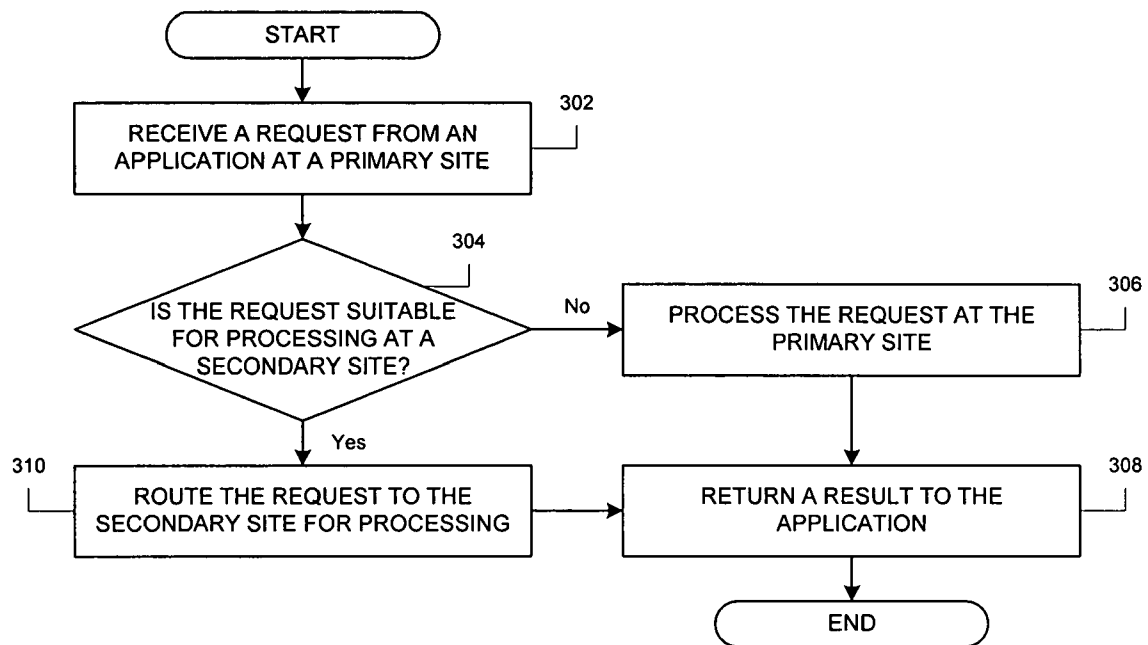 START
302
RECEIVE A REQUEST FROM AN
APPLICATION AT A PRIMARY SITE
304
IS THE REQUEST SUITABLE
FOR PROCESSING AT A
SECONDARY SITE?
No
306
PROCESS THE REQUEST AT THE
PRIMARY SITE
Yes
310
ROUTE THE REQUEST TO THE
SECONDARY SITE FOR PROCESSING
308
RETURN A RESULT TO THE
APPLICATION
END